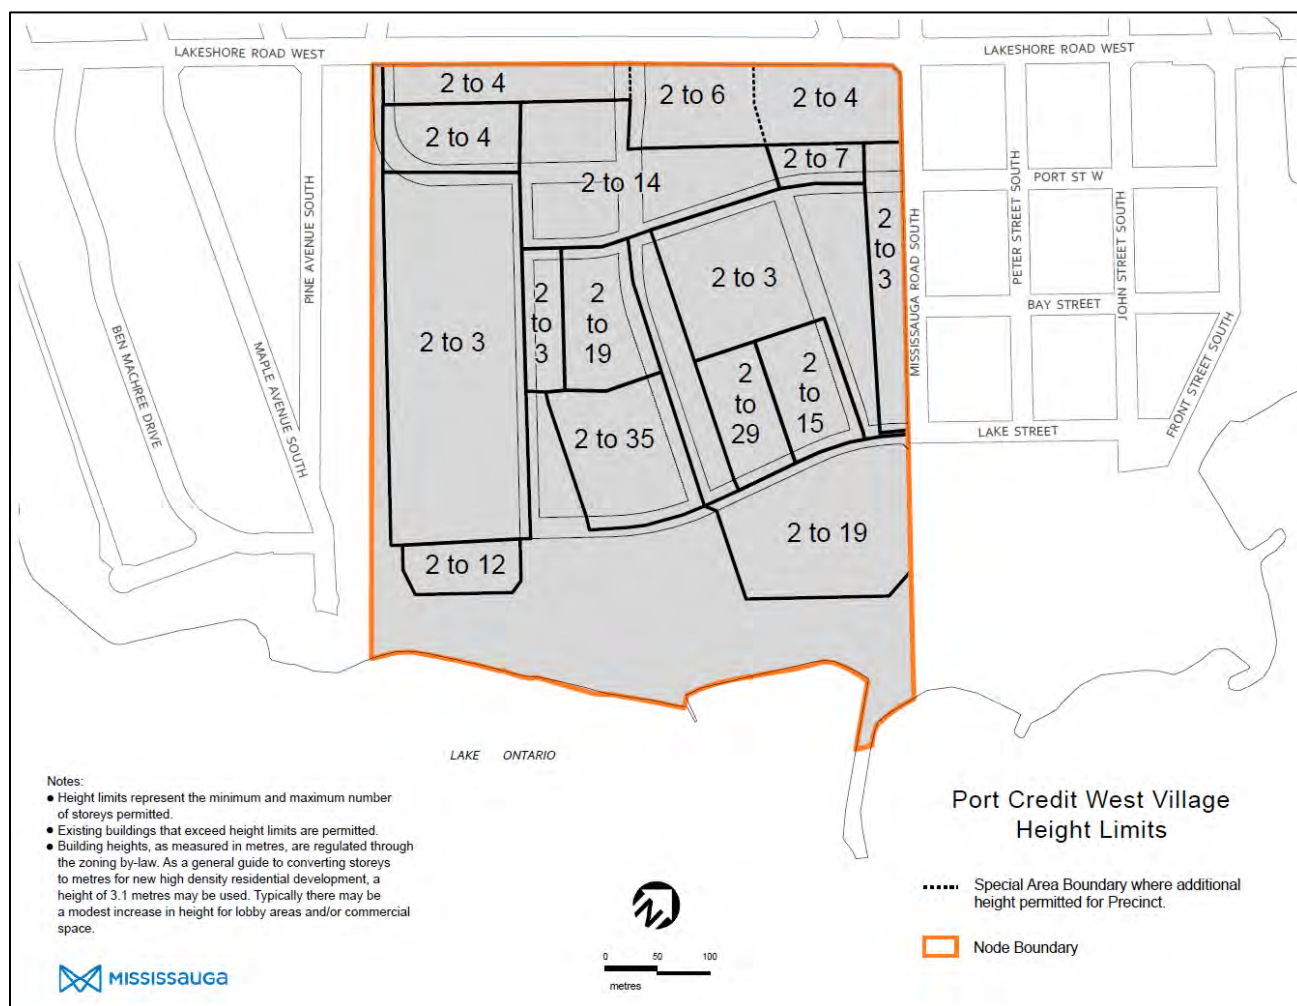 LAKESHORE ROAD WEST
LAKESHORE ROAD WEST
2 to 4
2 to 6
2 to 4
2 to 4
2 to 7
2 to 14
PORT ST W
PINE AVENUE SOUTH
PETER STREET SOUTH
JOHN STREET SOUTH
MISSISSAUGA ROAD SOUTH
2
to
3
2 to 3
2
to
3
2
to
19
BAY STREET
FRONT STREET SOUTH
BEN MACHREE DRIVE
MAPLE AVENUE SOUTH
2 to 3
2
to
29
2
to
15
2 to 35
LAKE STREET
2 to 19
2 to 12
LAKE ONTARIO
Notes:
● Height limits represent the minimum and maximum number
of storeys permitted.
● Existing buildings that exceed height limits are permitted.
● Building heights, as measured in metres, are regulated through
the zoning by-law. As a general guide to converting storeys
to metres for new high density residential development, a
height of 3.1 metres may be used. Typically there may be
a modest increase in height for lobby areas and/or commercial
space.
MISSISSAUGA
N
0 50 100
metres
Port Credit West Village
Height Limits
Special Area Boundary where additional
height permitted for Precinct.
Node Boundary